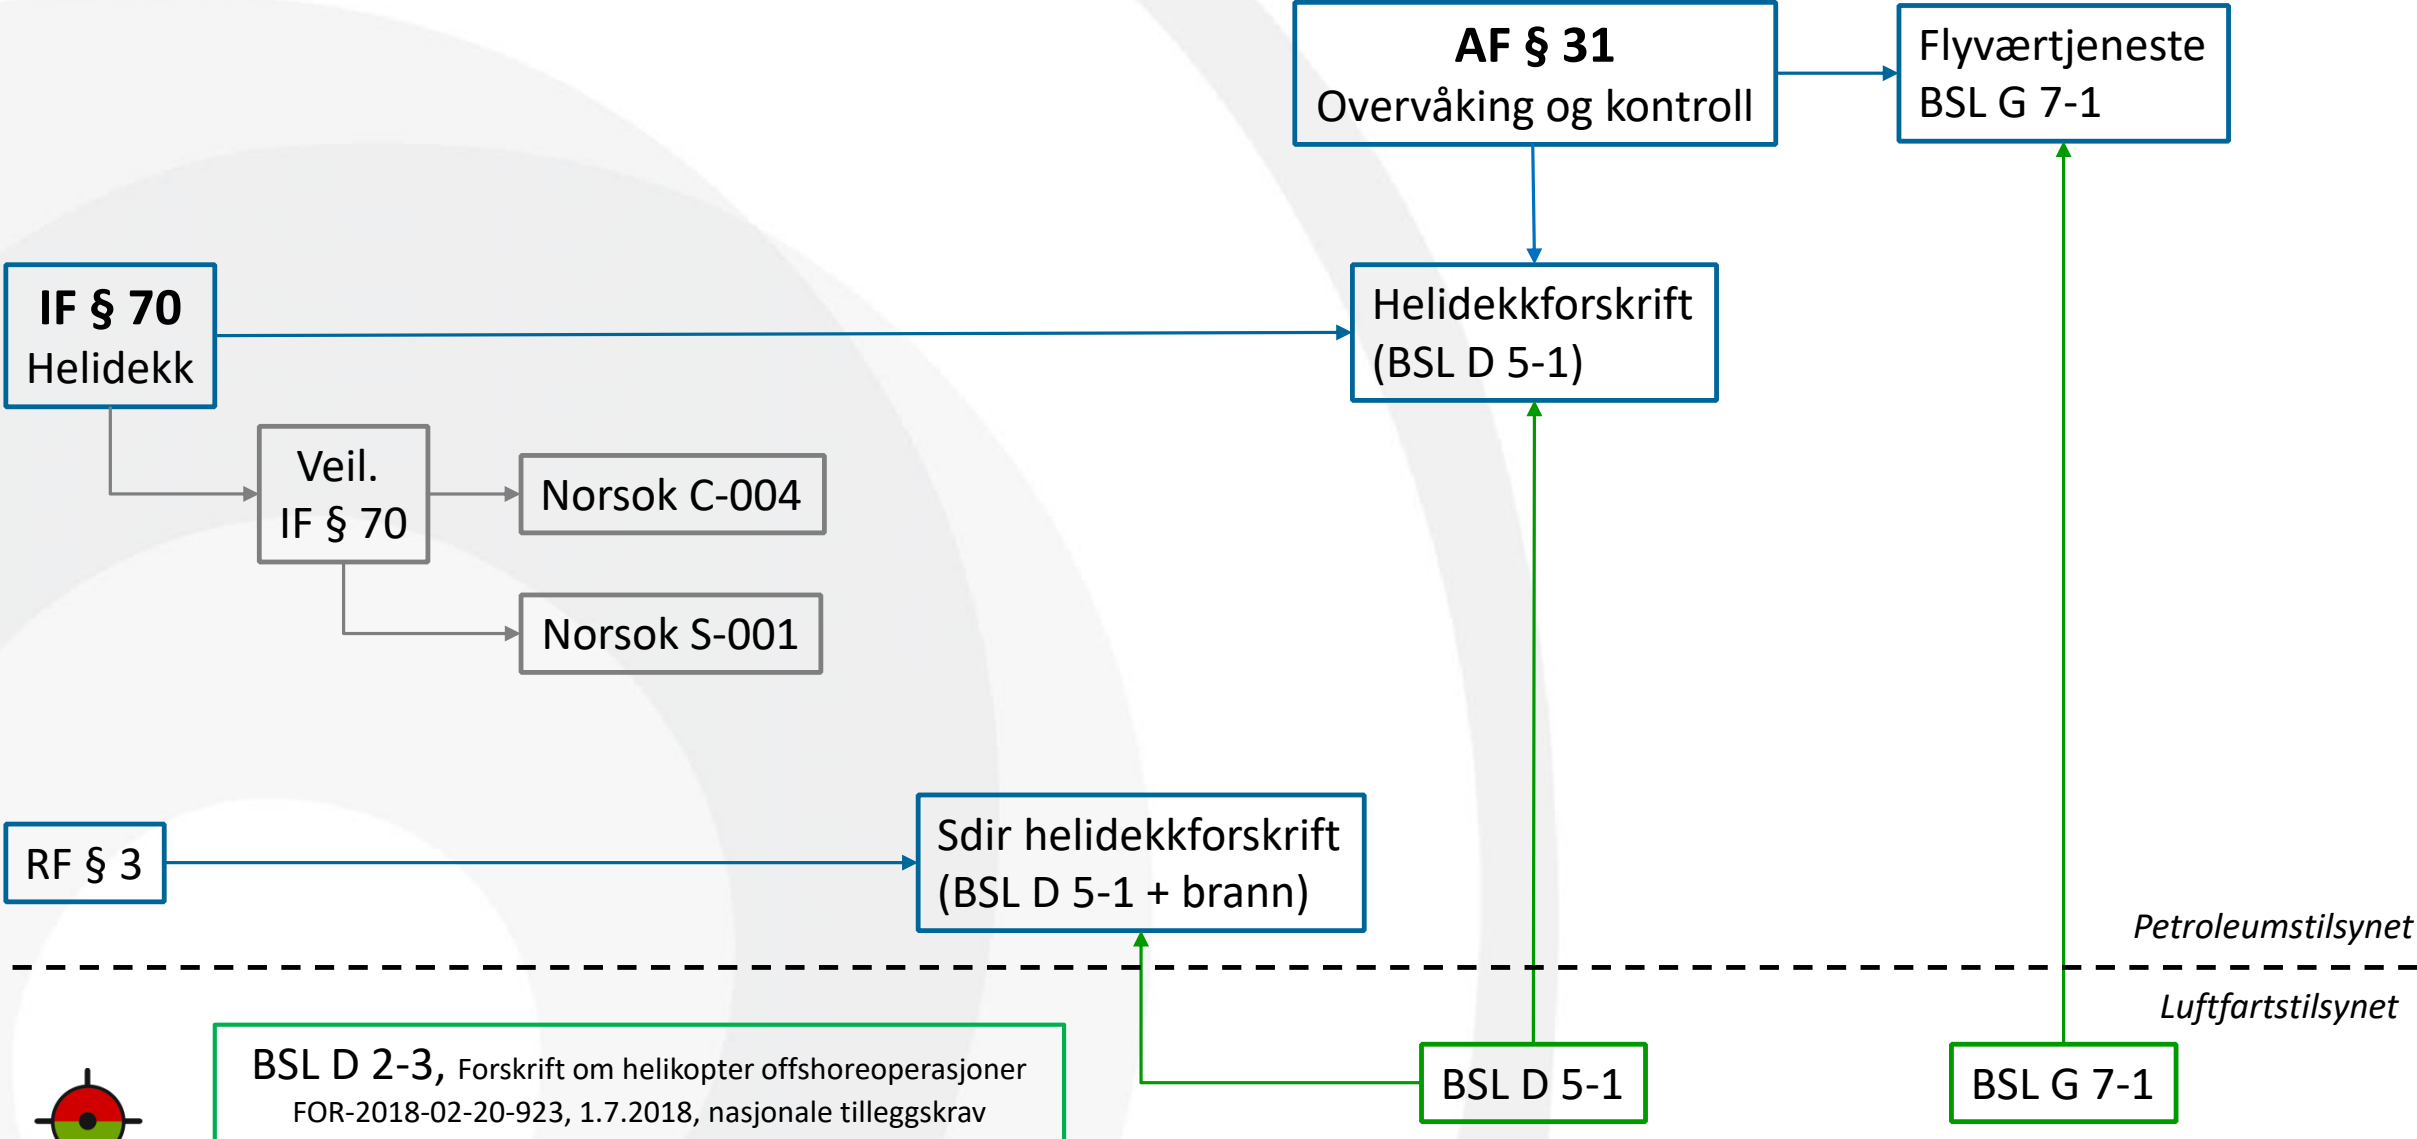 AF § 31
Overvåking og kontroll
Flyværtjeneste
BSL G 7-1
IF § 70
Helidekk
Helidekkforskrift
(BSL D 5-1)
Veil.
IF § 70
Norsok C-004
Norsok S-001
RF § 3
Sdir helidekkforskrift
(BSL D 5-1 + brann)
Petroleumstilsynet
Luftfartstilsynet
BSL D 2-3, Forskrift om helikopter offshoreoperasjoner
FOR-2018-02-20-923, 1.7.2018, nasjonale tilleggskrav
BSL D 5-1
BSL G 7-1